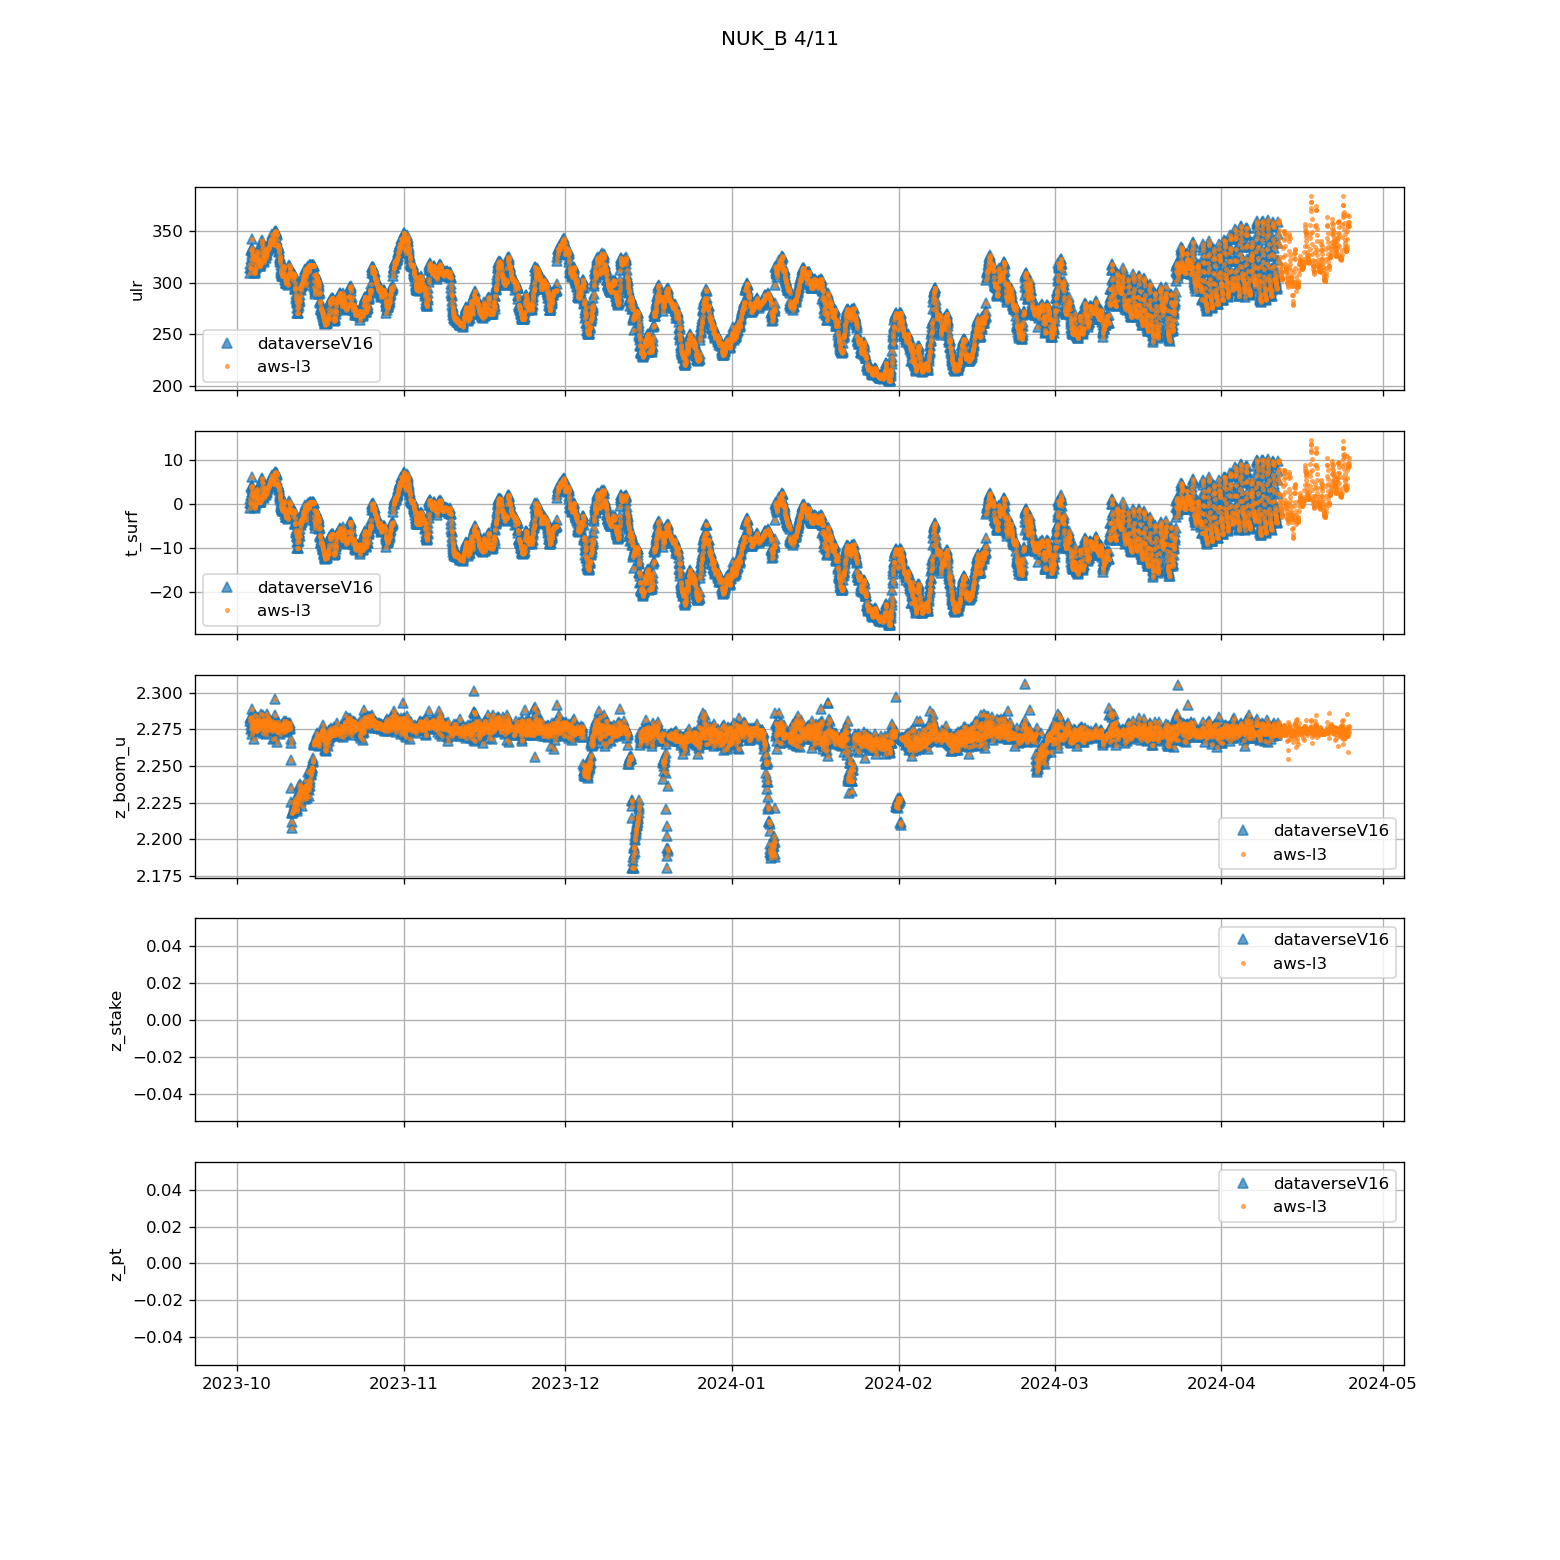 NUK_B 4/11
350
300
250
200
ulr
dataverseV16
aws-l3
10
0
−10
−20
t_surf
dataverseV16
aws-l3
2.300
2.275
2.250
2.225
2.200
2.175
z_boom_u
dataverseV16
aws-l3
0.04
0.02
0.00
−0.02
−0.04
z_stake
dataverseV16
aws-l3
0.04
0.02
0.00
−0.02
−0.04
z_pt
dataverseV16
aws-l3
2023-10 2023-11 2023-12 2024-01 2024-02 2024-03 2024-04 2024-05